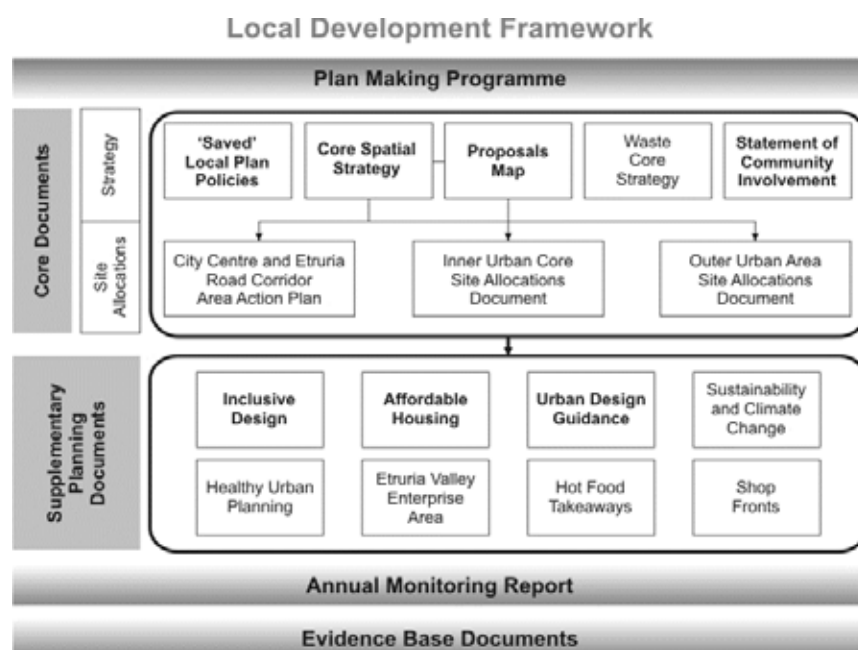 Local Development Framework
Plan Making Programme
Core Documents
Strategy
'Saved'
Local Plan
Policies
Core Spatial
Strategy
Proposals
Map
Waste
Core
Strategy
Statement of
Community
Involvement
Site
Allocations
City Centre and Etruria
Road Corridor
Area Action Plan
Inner Urban Core
Site Allocations
Document
Outer Urban Area
Site Allocations
Document
Supplementary
Planning
Documents
Inclusive
Design
Affordable
Housing
Urban Design
Guidance
Sustainability
and Climate
Change
Healthy Urban
Planning
Etruria Valley
Enterprise
Area
Hot Food
Takeaways
Shop
Fronts
Annual Monitoring Report
Evidence Base Documents